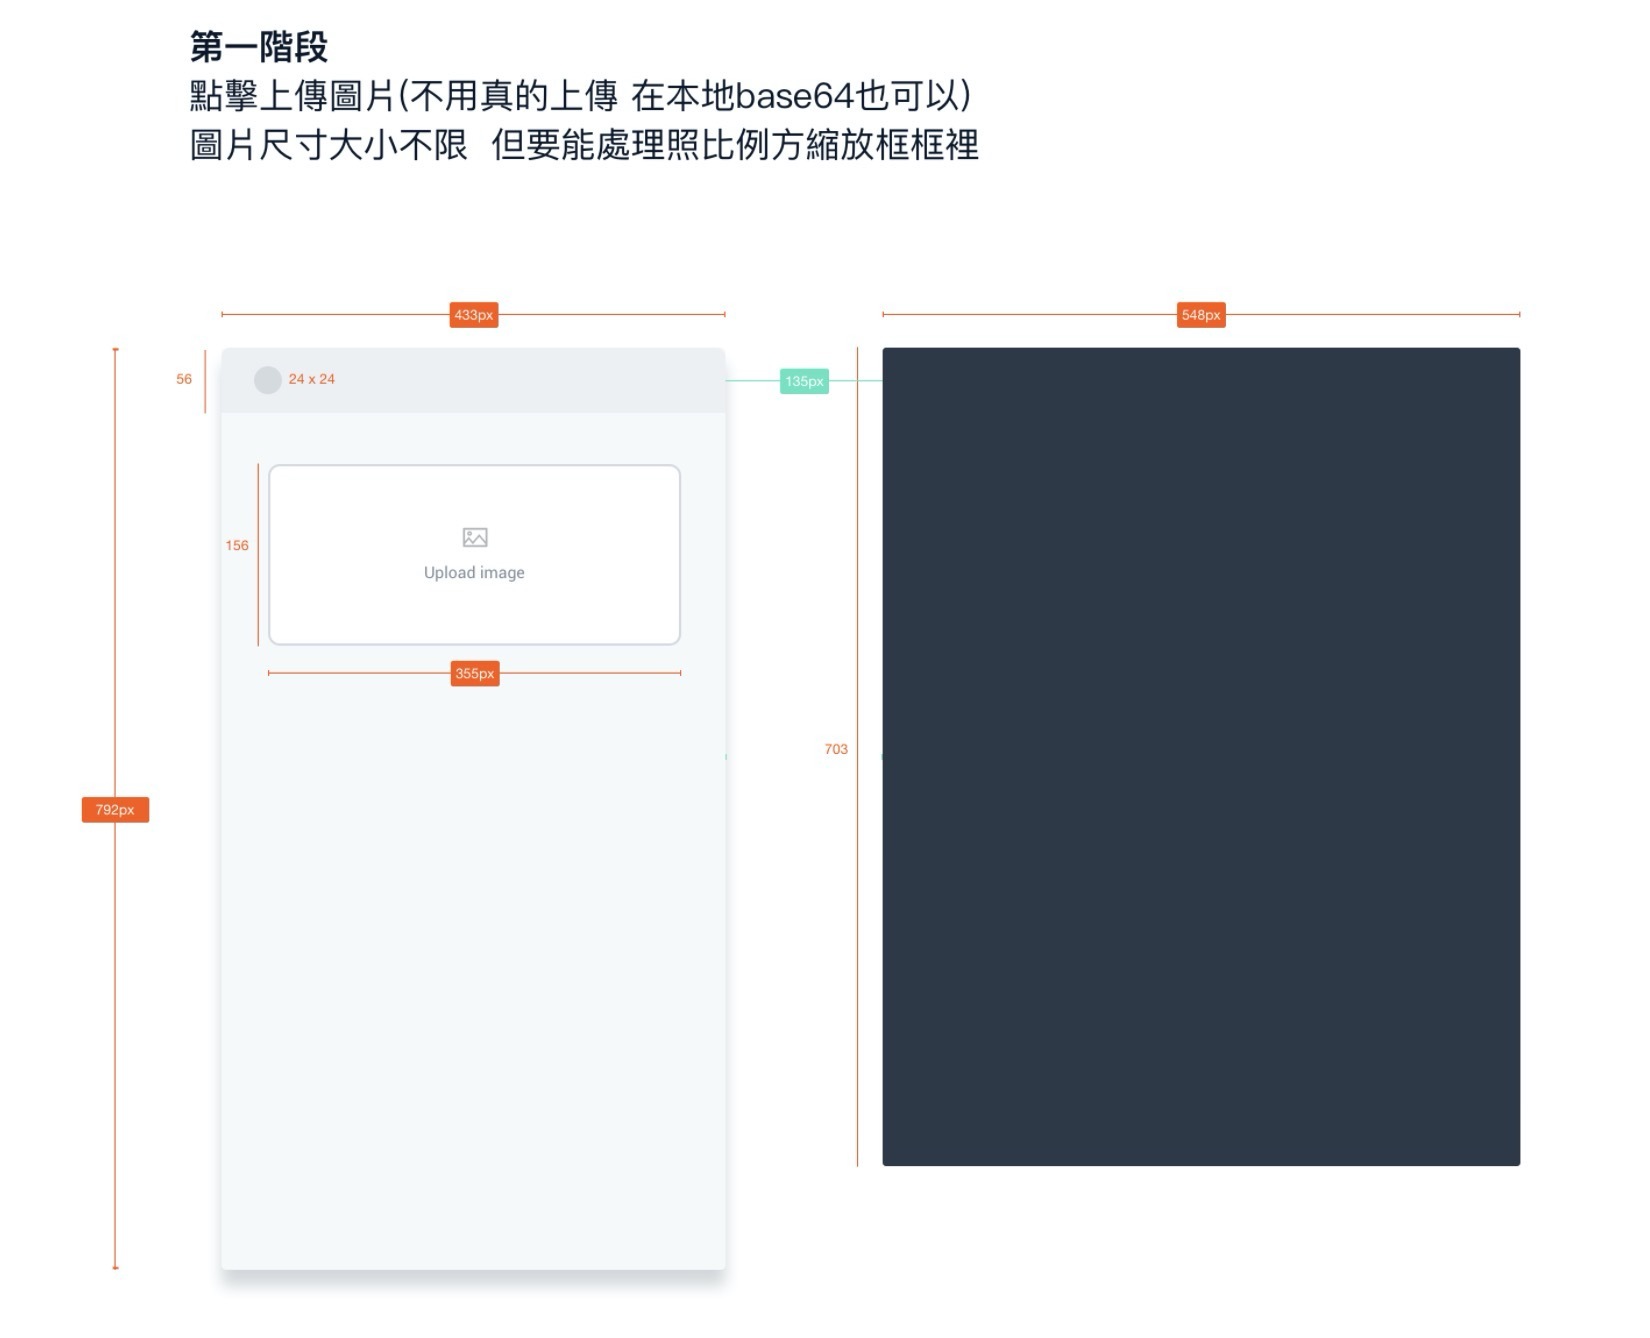 第一階段
點擊上傳圖片(不用真的上傳 在本地base64也可以)
圖片尺寸大小不限 但要能處理照比例方縮放框框裡
433px
548px
56
24 x 24
135px
156
Upload image
355px
703
792px